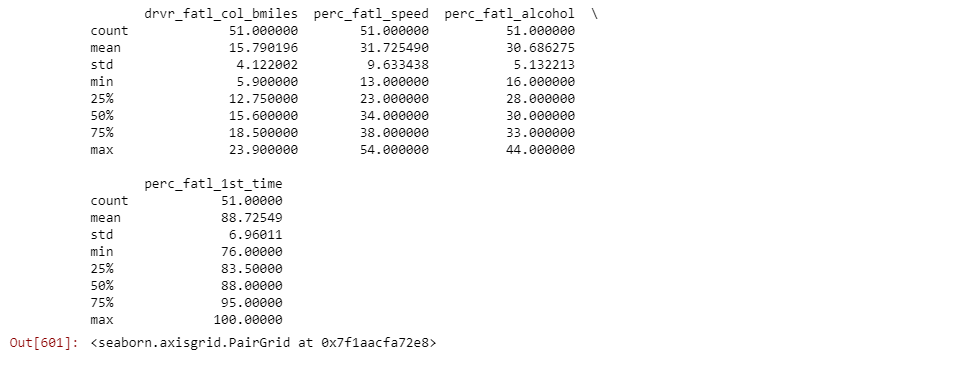 drvr_fatl_col_bmiles perc_fatl_speed perc_fatl_alcohol \
count 51.000000 51.000000 51.000000
mean 15.790196 31.725490 30.686275
std 4.122002 9.633438 5.132213
min 5.900000 13.000000 16.000000
25% 12.750000 23.000000 28.000000
50% 15.600000 34.000000 30.000000
75% 18.500000 38.000000 33.000000
max 23.900000 54.000000 44.000000
perc_fatl_1st_time
count 51.00000
mean 88.72549
std 6.96011
min 76.00000
25% 83.50000
50% 88.00000
75% 95.00000
max 100.00000
Out[601]: <seaborn.axisgrid.PairGrid at 0x7f1aacfa72e8>